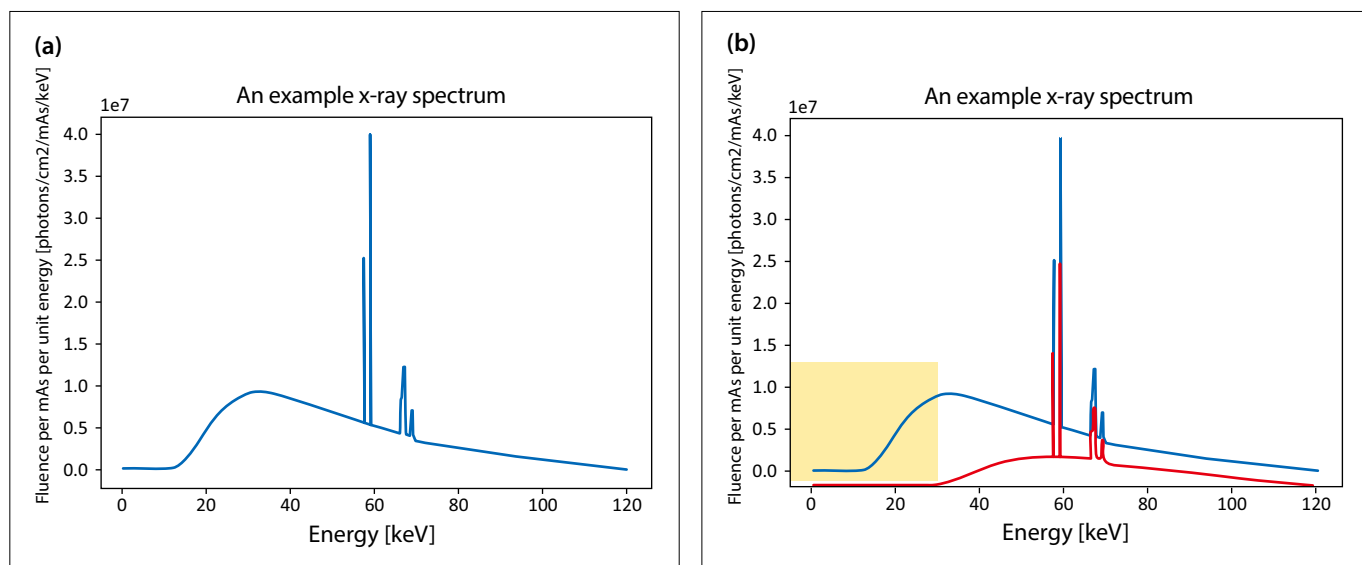 (a)
An example x-ray spectrum
1e7
Fluence per mAs per unit energy [photons/cm2/mAs/keV]
4.0
3.5
3.0
2.5
2.0
1.5
1.0
0.5
0.0
0 20 40 60 80 100 120
Energy [keV]
(b)
An example x-ray spectrum
1e7
Fluence per mAs per unit energy [photons/cm2/mAs/keV]
4.0
3.5
3.0
2.5
2.0
1.5
1.0
0.5
0.0
0 20 40 60 80 100 120
Energy [keV]